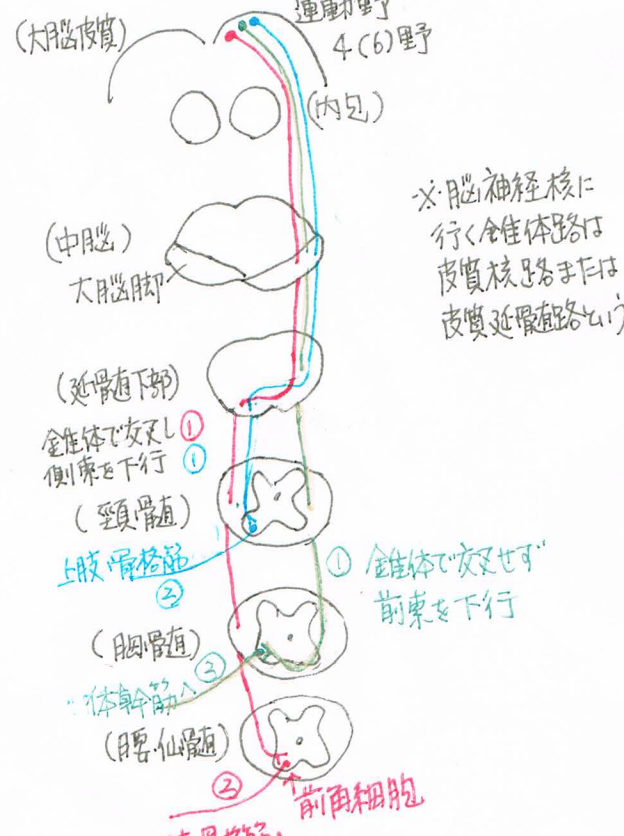 (大脳皮質)
運動野
4(6)野
(内包)
※脳神経核に
行く錐体路は
皮質核路または
皮質延髄路という
(中脳)
大脳脚
(延髄下部)
錐体で交叉し①
側索を下行①
(頸髄)
上肢骨格筋
②
①錐体で交叉せず
前索を下行
(胸髄)
③
体幹筋へ
(腰・仙髄)
②
前角細胞